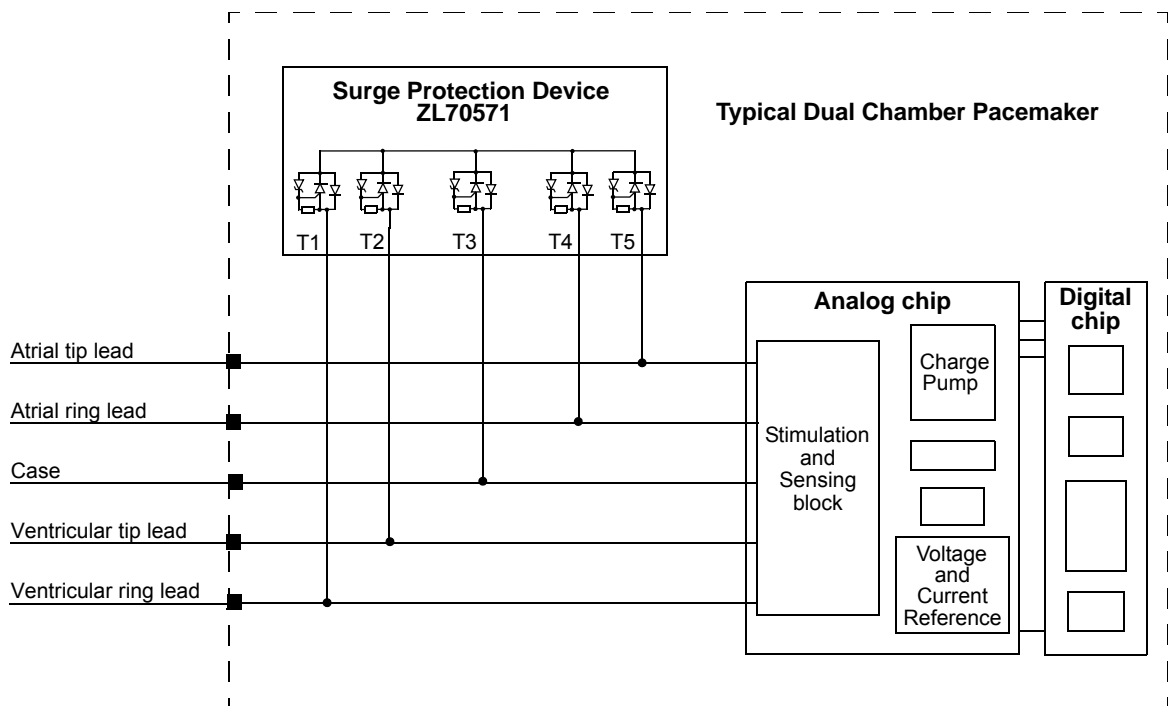 Surge Protection Device
ZL70571
Typical Dual Chamber Pacemaker
T1
T2
T3
T4
T5
Analog chip
Digital
chip
Atrial tip lead
Atrial ring lead
Case
Ventricular tip lead
Ventricular ring lead
Stimulation
and
Sensing
block
Charge
Pump
Voltage
and
Current
Reference